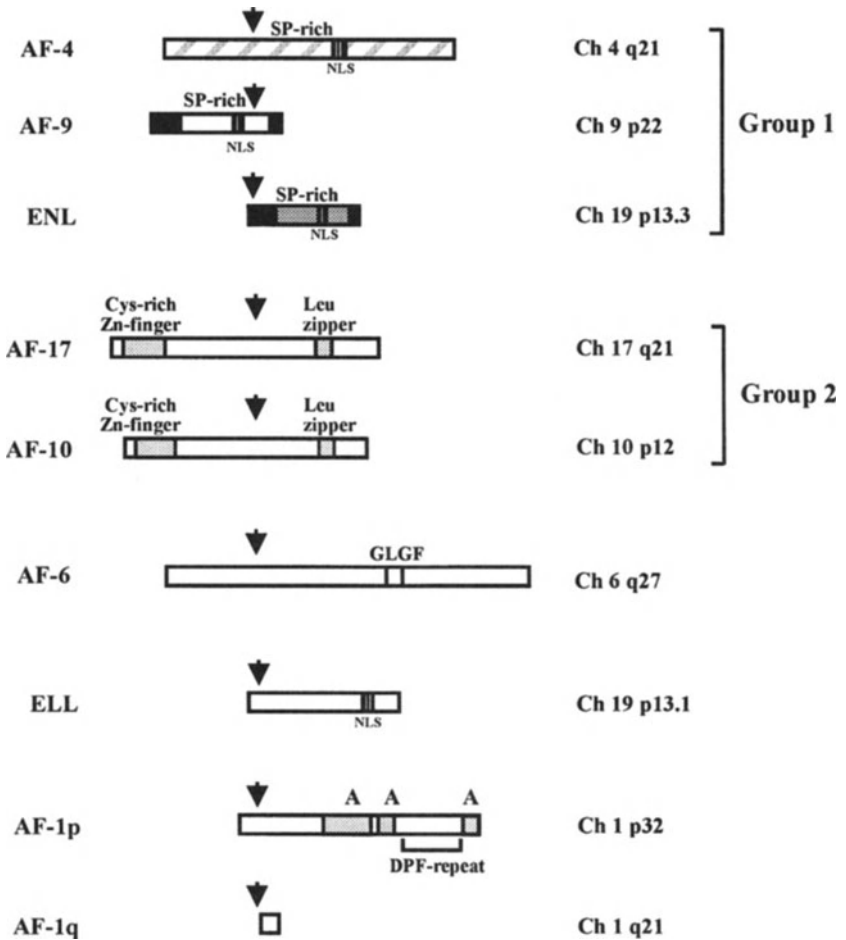 SP-rich
AF-4
Ch 4 q21
NLS
SP-rich
AF-9
Ch 9 p22
Group 1
NLS
SP-rich
ENL
Ch 19 p13.3
NLS
Cys-rich
Zn-finger
Leu
zipper
AF-17
Ch 17 q21
Group 2
Cys-rich
Zn-finger
Leu
zipper
AF-10
Ch 10 p12
GLGF
AF-6
Ch 6 q27
ELL
Ch 19 p13.1
NLS
A A A
AF-1p
Ch 1 p32
DPF-repeat
AF-1q
Ch 1 q21